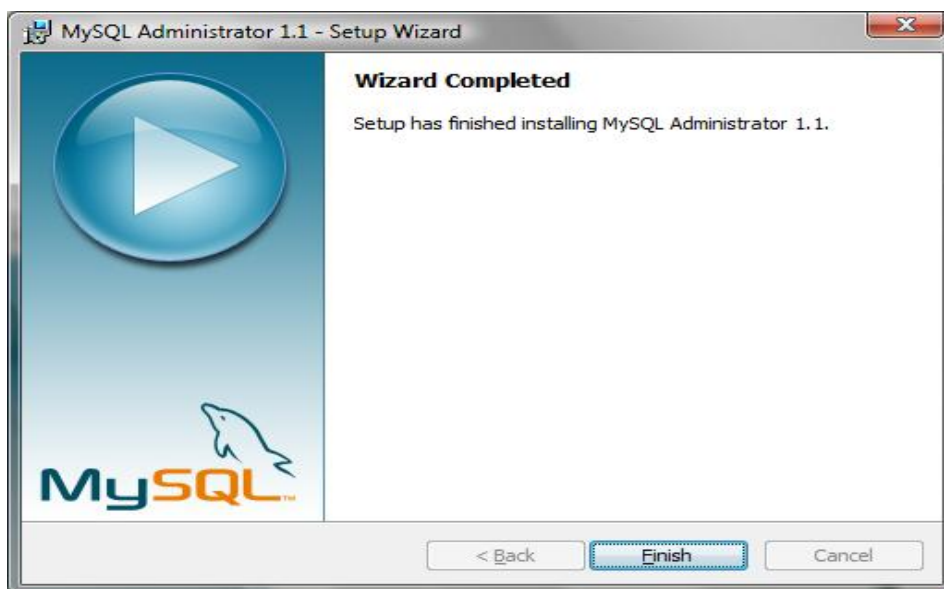 MySQL Administrator 1.1 - Setup Wizard
Wizard Completed
Setup has finished installing MySQL Administrator 1.1.
MySQL™
< Back
Finish
Cancel